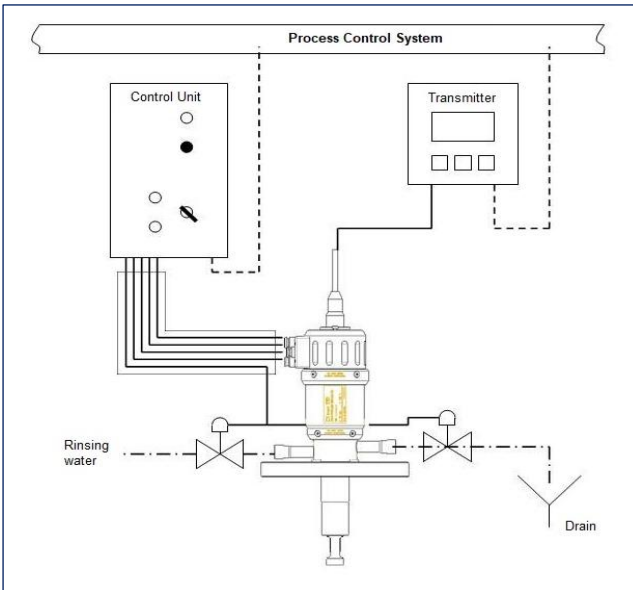 Process Control System
Control Unit
Transmitter
Rinsing
water
Drain